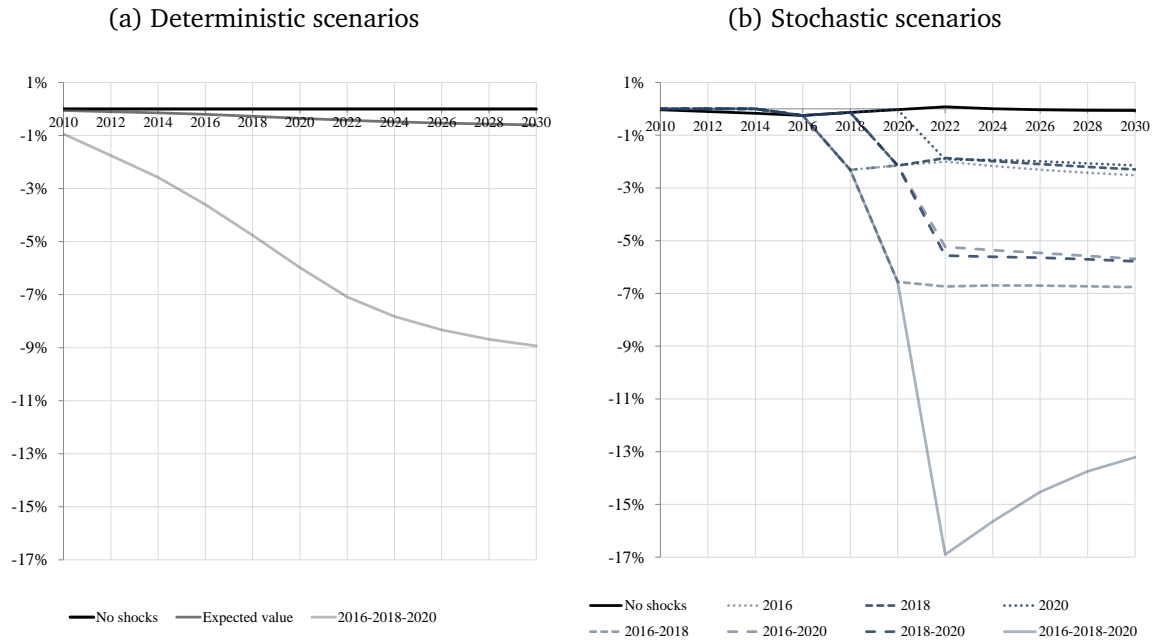 (a) Deterministic scenarios
(b) Stochastic scenarios
1%
2010 2012 2014 2016 2018 2020 2022 2024 2026 2028 2030
-1%
-3%
-5%
-7%
-9%
-11%
-13%
-15%
-17%
No shocks Expected value 2016-2018-2020
1%
2010 2012 2014 2016 2018 2020 2022 2024 2026 2028 2030
-1%
-3%
-5%
-7%
-9%
-11%
-13%
-15%
-17%
No shocks 2016 2018 2020
2016-2018 2016-2020 2018-2020 2016-2018-2020